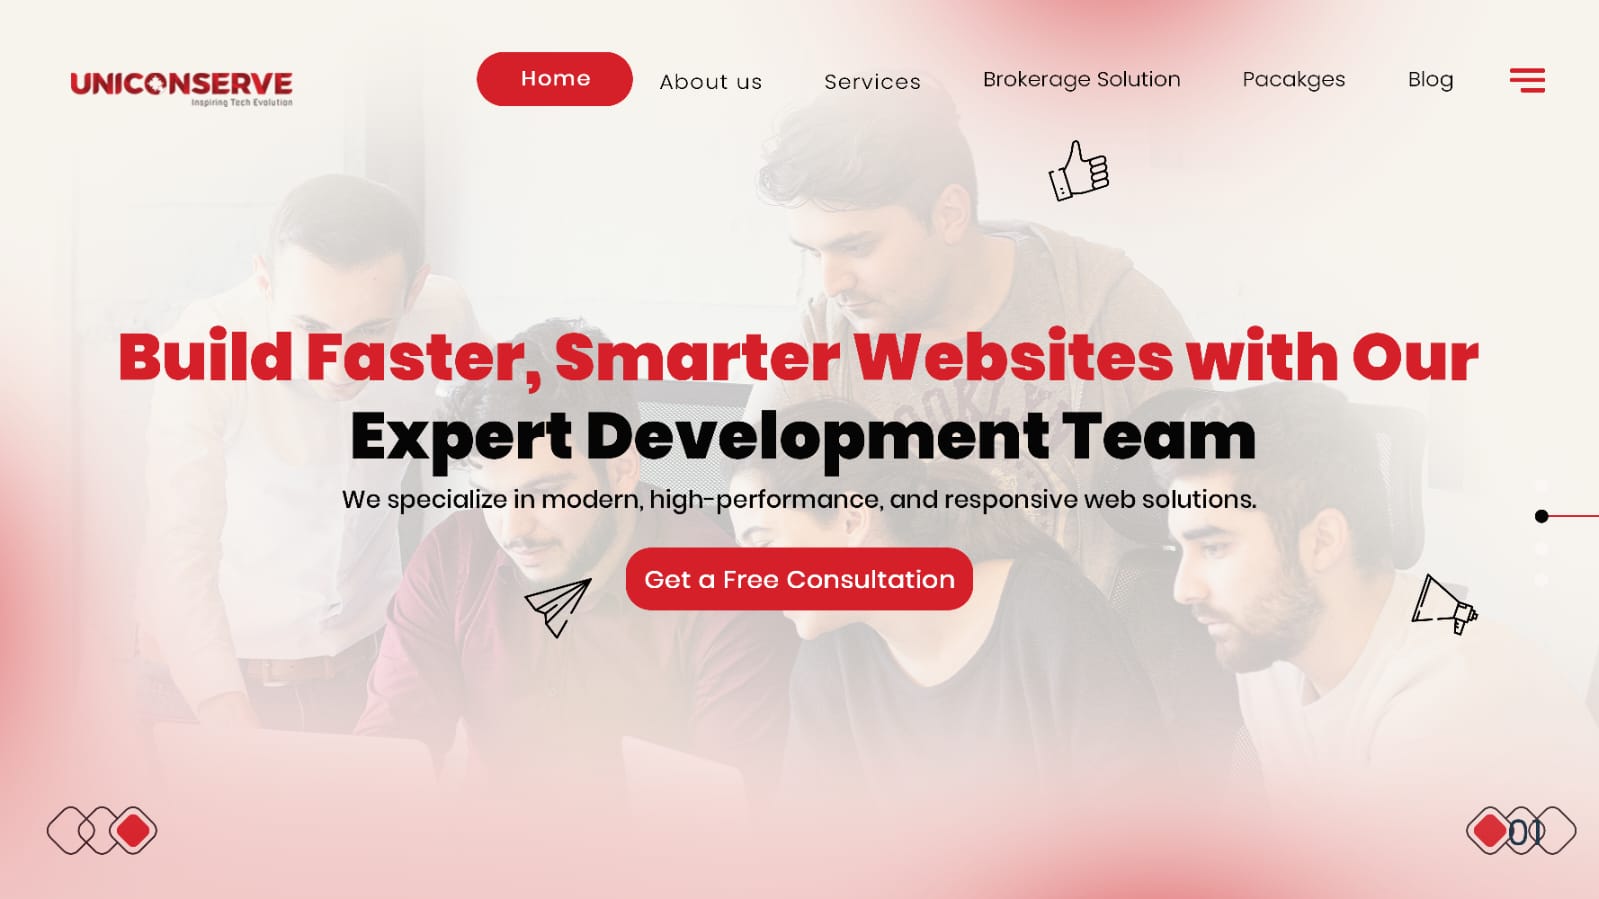 UNICONSERVE
Inspiring Tech Evolution
Home
About us
Services
Brokerage Solution
Pacakges
Blog
Build Faster, Smarter Websites with Our
Expert Development Team
We specialize in modern, high-performance, and responsive web solutions.
Get a Free Consultation
01